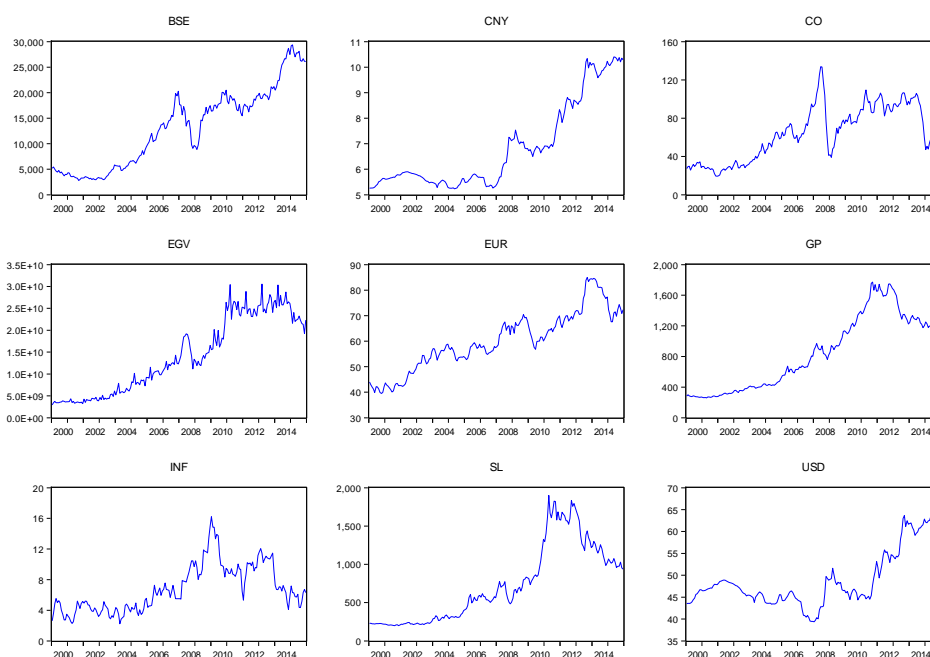 BSE
30,000
25,000
20,000
15,000
10,000
5,000
0
2000 2002 2004 2006 2008 2010 2012 2014
CNY
11
10
9
8
7
6
5
2000 2002 2004 2006 2008 2010 2012 2014
CO
160
120
80
40
0
2000 2002 2004 2006 2008 2010 2012 2014
EGV
3.5E+10
3.0E+10
2.5E+10
2.0E+10
1.5E+10
1.0E+10
5.0E+09
0.0E+00
2000 2002 2004 2006 2008 2010 2012 2014
EUR
90
80
70
60
50
40
30
2000 2002 2004 2006 2008 2010 2012 2014
GP
2,000
1,600
1,200
800
400
0
2000 2002 2004 2006 2008 2010 2012 2014
INF
20
16
12
8
4
0
2000 2002 2004 2006 2008 2010 2012 2014
SL
2,000
1,500
1,000
500
0
2000 2002 2004 2006 2008 2010 2012 2014
USD
70
65
60
55
50
45
40
35
2000 2002 2004 2006 2008 2010 2012 2014